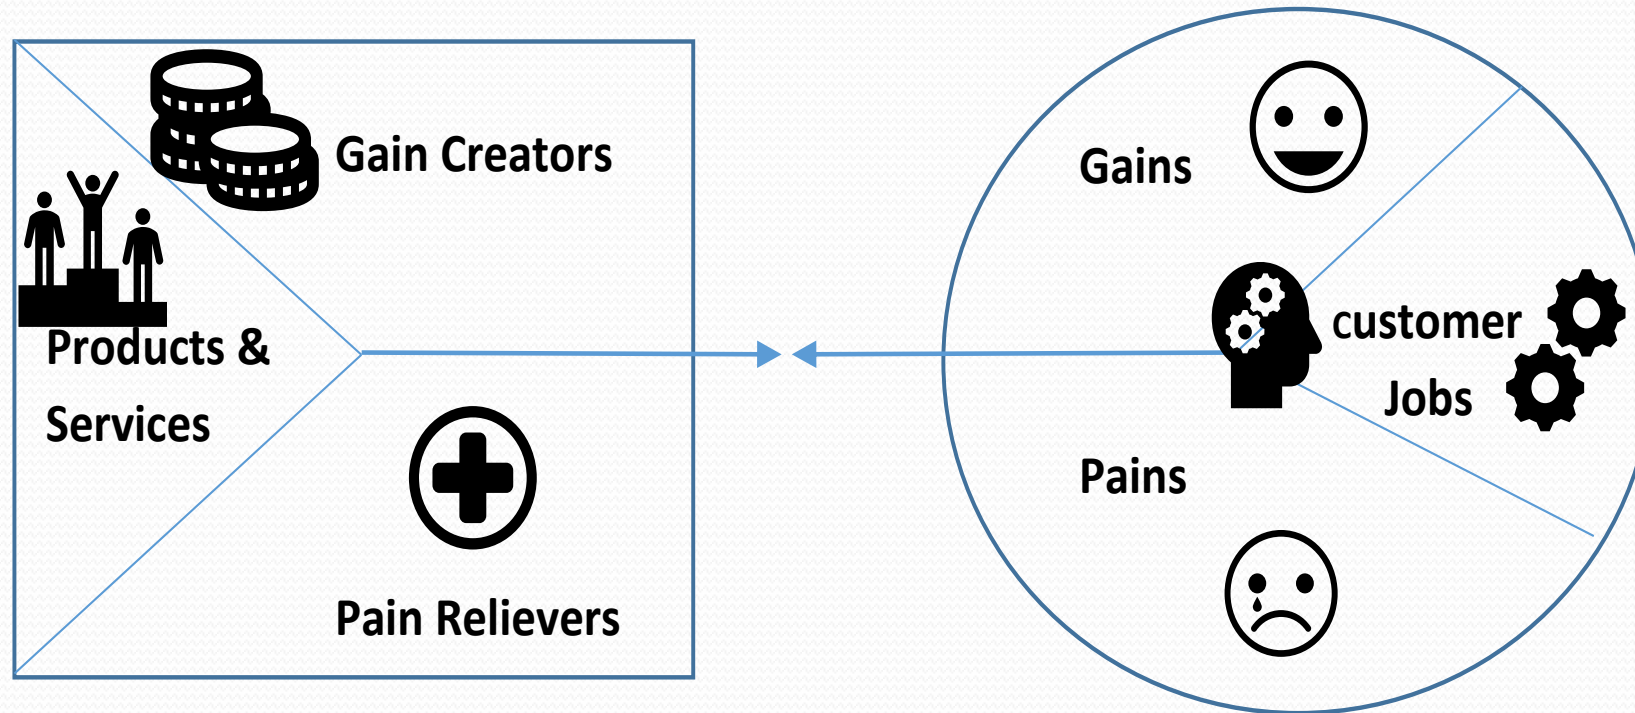 Gain Creators
Products &
Services
Pain Relievers
Gains
customer
Jobs
Pains